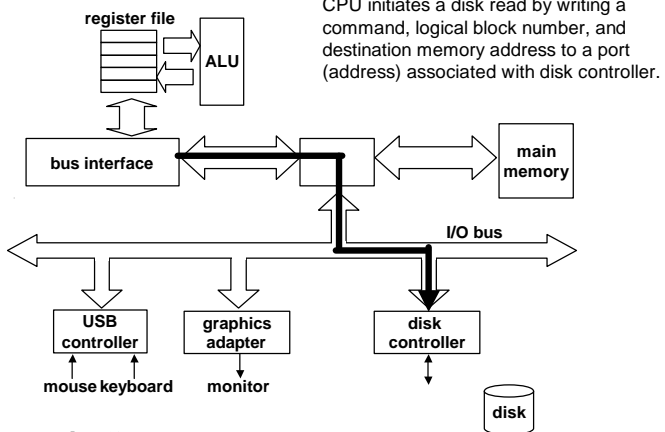 CPU initiates a disk read by writing a
command, logical block number, and
destination memory address to a port
(address) associated with disk controller.
register file
ALU
bus interface
main
memory
I/O bus
USB
controller
graphics
adapter
disk
controller
mouse keyboard
monitor
disk